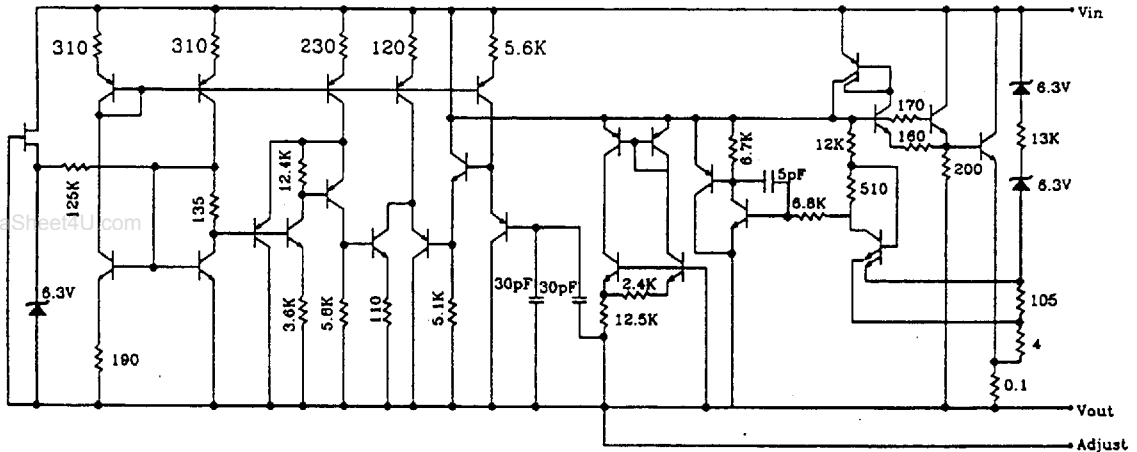 Vin
310
310
230
120
5.6K
6.3V
170
160
13K
12K
6.7K
5pF
200
12.4K
125K
510
6.3V
135
6.8K
aSheet4U.com
6.3V
30pF
30pF
2.4K
105
3.6K
5.6K
110
5.1K
12.5K
4
190
0.1
Vout
Adjust